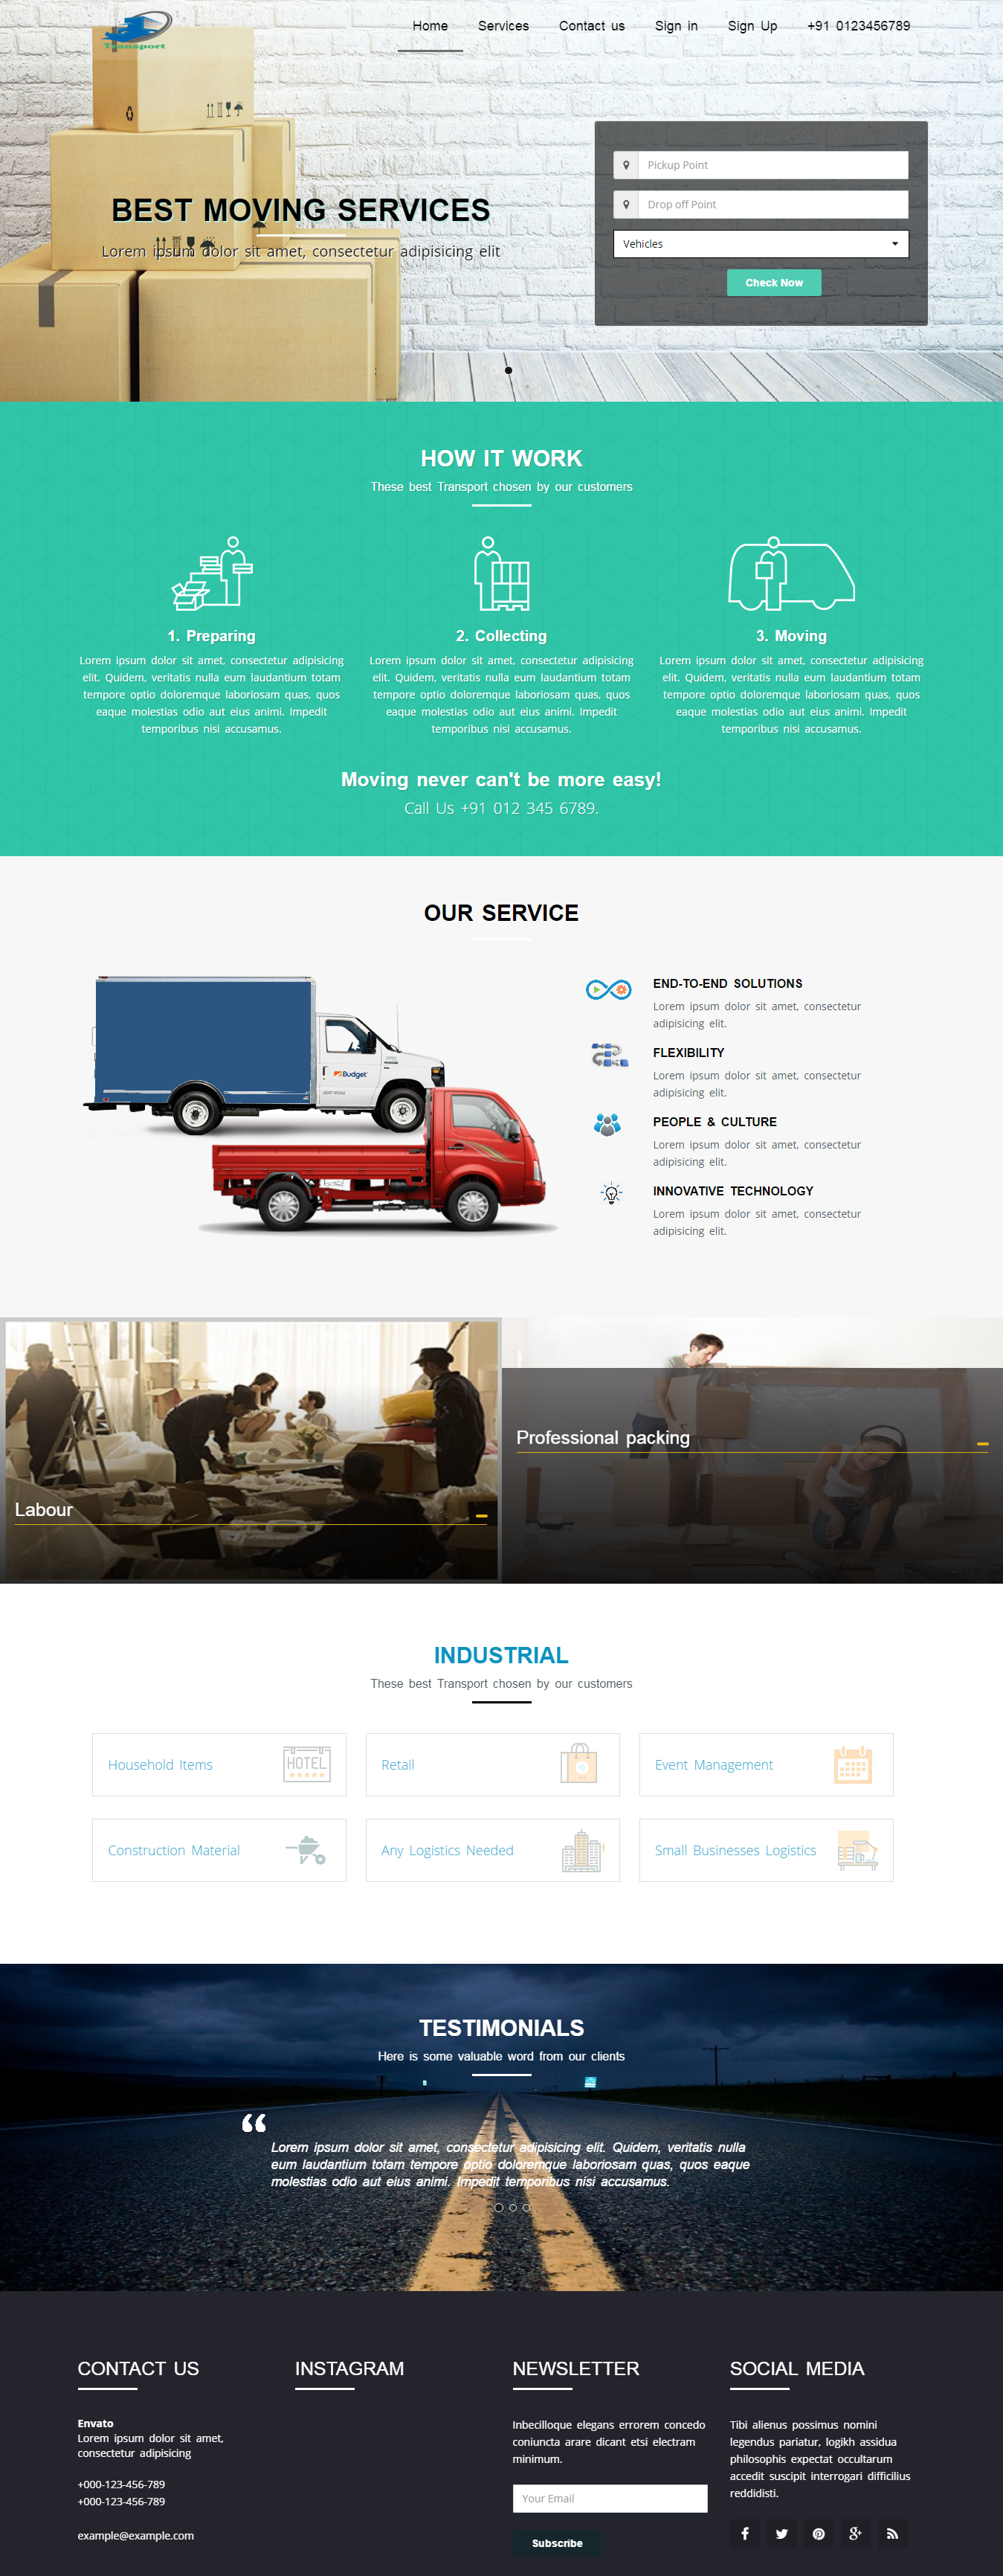 Transport
Home Services Contact us Sign in Sign Up +91 0123456789
Pickup Point
Drop off Point
Vehicles
Check Now
BEST MOVING SERVICES
Lorem ipsum dolor sit amet, consectetur adipisicing elit
HOW IT WORK
These best Transport chosen by our customers
1. Preparing
Lorem ipsum dolor sit amet, consectetur adipisicing
elit. Quidem, veritatis nulla eum laudantium totam
tempore optio doloremque laboriosam quas, quos
eaque molestias odio aut eius animi. Impedit
temporibus nisi accusamus.
2. Collecting
Lorem ipsum dolor sit amet, consectetur adipisicing
elit. Quidem, veritatis nulla eum laudantium totam
tempore optio doloremque laboriosam quas, quos
eaque molestias odio aut eius animi. Impedit
temporibus nisi accusamus.
3. Moving
Lorem ipsum dolor sit amet, consectetur adipisicing
elit. Quidem, veritatis nulla eum laudantium totam
tempore optio doloremque laboriosam quas, quos
eaque molestias odio aut eius animi. Impedit
temporibus nisi accusamus.
Moving never can't be more easy!
Call Us +91 012 345 6789.
OUR SERVICE
Budget
END-TO-END SOLUTIONS
Lorem ipsum dolor sit amet, consectetur
adipisicing elit.
FLEXIBILITY
Lorem ipsum dolor sit amet, consectetur
adipisicing elit.
PEOPLE & CULTURE
Lorem ipsum dolor sit amet, consectetur
adipisicing elit.
INNOVATIVE TECHNOLOGY
Lorem ipsum dolor sit amet, consectetur
adipisicing elit.
Labour
Professional packing
INDUSTRIAL
These best Transport chosen by our customers
Household Items
HOTEL
Retail
Event Management
Construction Material
Any Logistics Needed
Small Businesses Logistics
TESTIMONIALS
Here is some valuable word from our clients
“
Lorem ipsum dolor sit amet, consectetur adipisicing elit. Quidem, veritatis nulla
eum laudantium totam tempore optio doloremque laboriosam quas, quos eaque
molestias odio aut eius animi. Impedit temporibus nisi accusamus.
CONTACT US
Envato
Lorem ipsum dolor sit amet,
consectetur adipisicing
+000-123-456-789
+000-123-456-789
example@example.com
INSTAGRAM
NEWSLETTER
Inbecilloque elegans errorem concedo
coniuncta arare dicant etsi electram
minimum.
Your Email
Subscribe
SOCIAL MEDIA
Tibi alienus possimus nomini
legendus pariatur, logikh assidua
philosophis expectat occultarum
accedit suscipit interrogari difficilius
reddidisti.